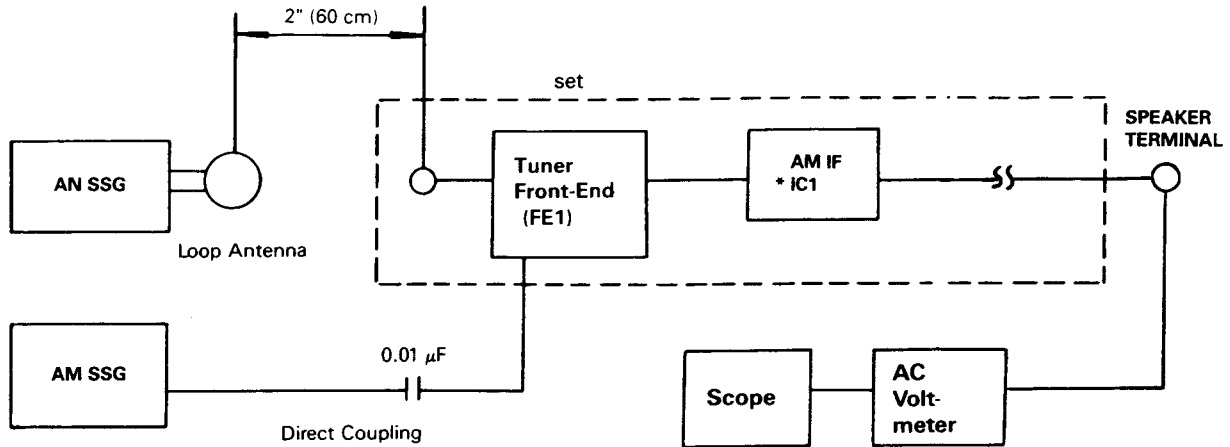 2" (60 cm)
set
SPEAKER
TERMINAL
AN SSG
Loop Antenna
Tuner
Front-End
(FE1)
AM IF
* IC1
AM SSG
0.01 μF
Direct Coupling
Scope
AC
Volt-
meter